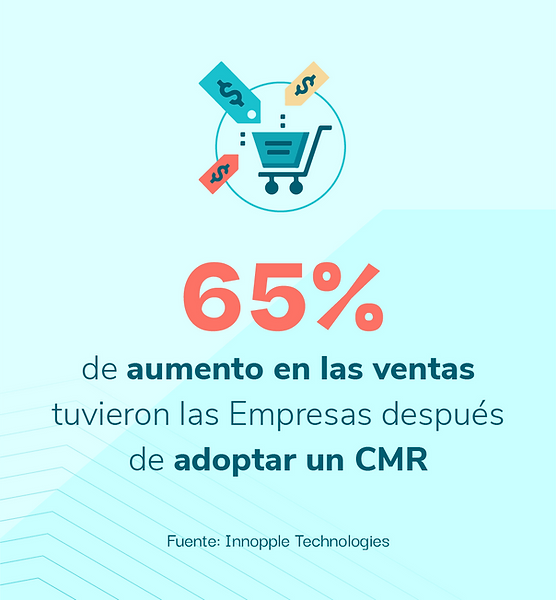 $
$
$
65%
de aumento en las ventas
tuvieron las Empresas después
de adoptar un CMR
Fuente: Innopple Technologies